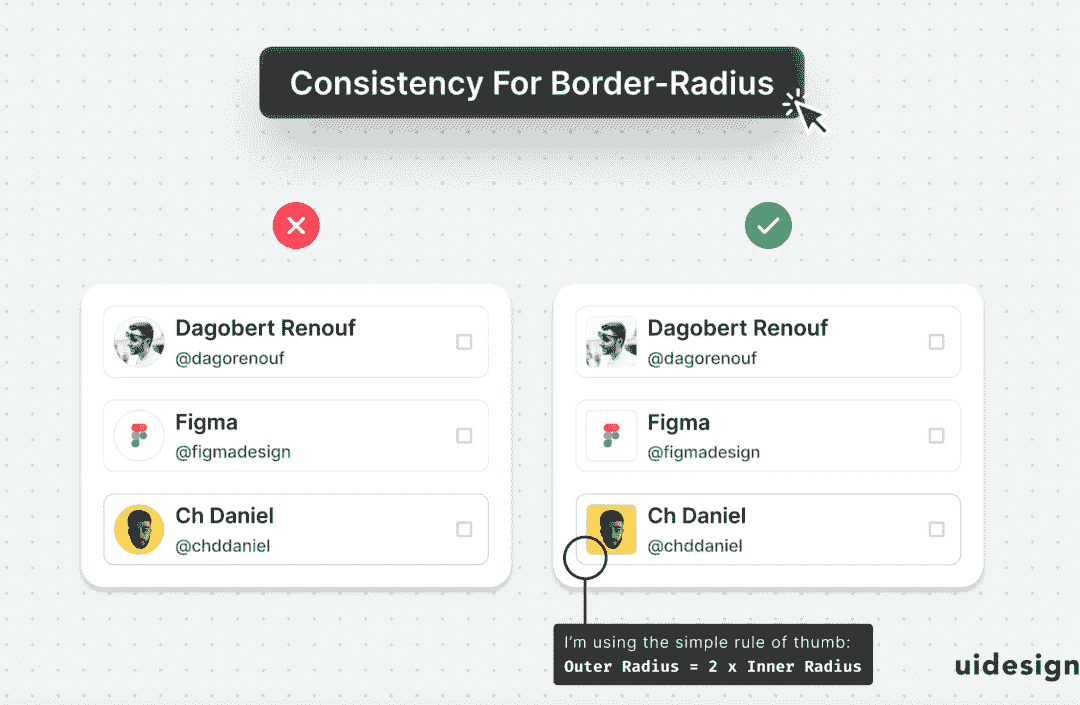 Consistency For Border-Radius
Dagobert Renouf
@dagorenouf
Figma
@figmadesign
Ch Daniel
@chddaniel
Dagobert Renouf
@dagorenouf
Figma
@figmadesign
Ch Daniel
@chddaniel
I'm using the simple rule of thumb:
Outer Radius = 2 x Inner Radius
uidesign